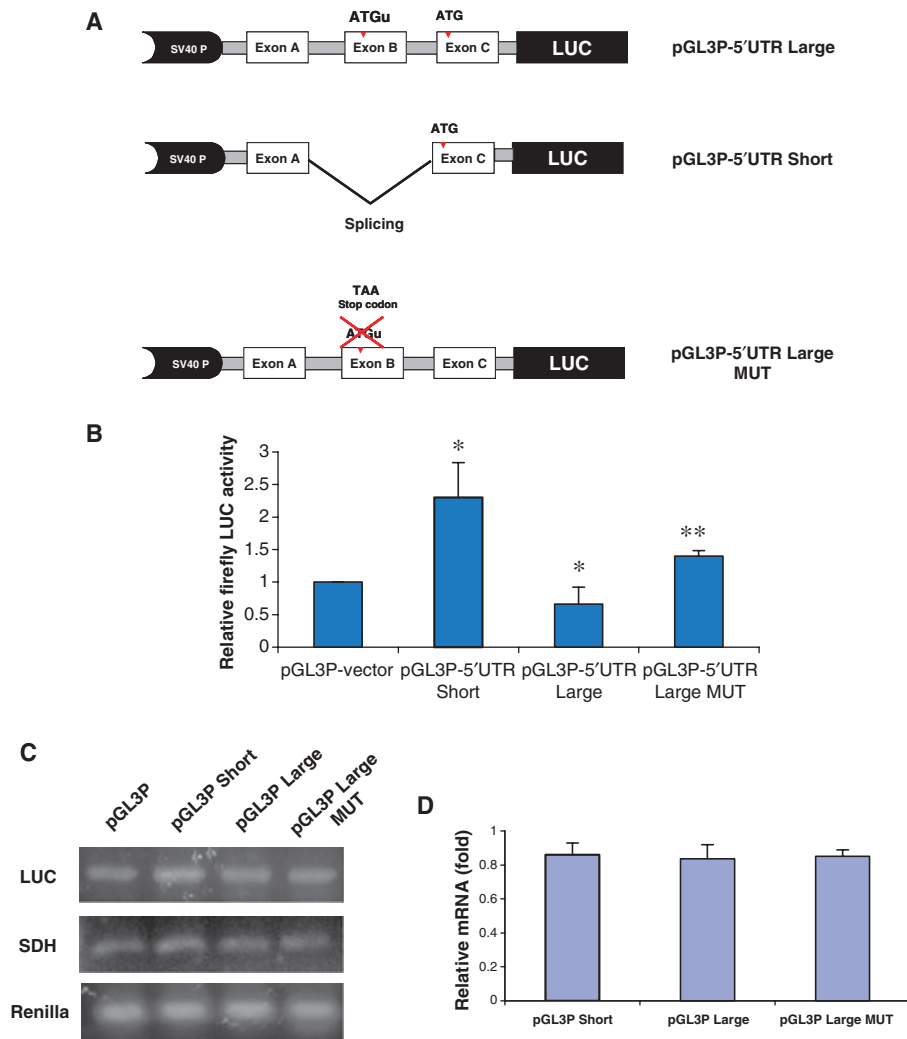 A
ATGu ATG
SV40 P Exon A Exon B Exon C LUC pGL3P-5′UTR Large
ATG
SV40 P Exon A Exon C LUC pGL3P-5′UTR Short
Splicing
TAA
Stop codon
ATGu
SV40 P Exon A Exon B Exon C LUC pGL3P-5′UTR Large
MUT
B
Relative firefly LUC activity
3
2.5
2
1.5
1
0.5
0
*
*
**
pGL3P-vector pGL3P-5′UTR pGL3P-5′UTR pGL3P-5′UTR
Short Large Large MUT
C
pGL3P
pGL3P Short
pGL3P Large
pGL3P Large
MUT
LUC
SDH
Renilla
D
Relative mRNA (fold)
1
0.8
0.6
0.4
0.2
0
pGL3P Short pGL3P Large pGL3P Large MUT